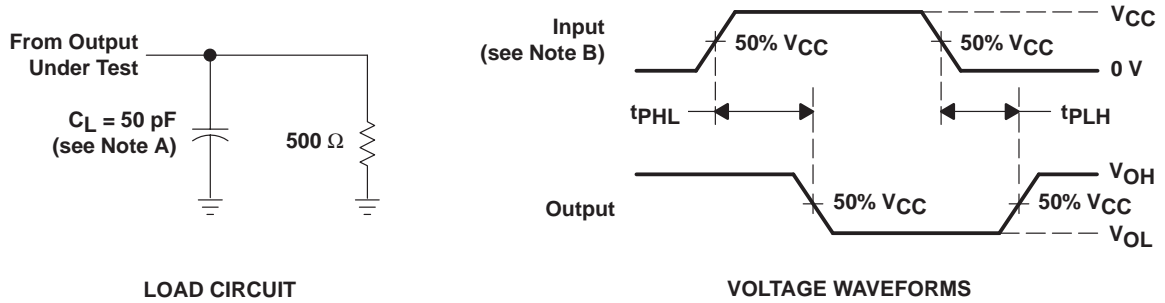 From Output
Under Test
CL = 50 pF
(see Note A)
500 Ω
LOAD CIRCUIT
Input
(see Note B)
50% VCC
50% VCC
VCC
0 V
tPHL
tPLH
Output
50% VCC
50% VCC
VOH
VOL
VOLTAGE WAVEFORMS